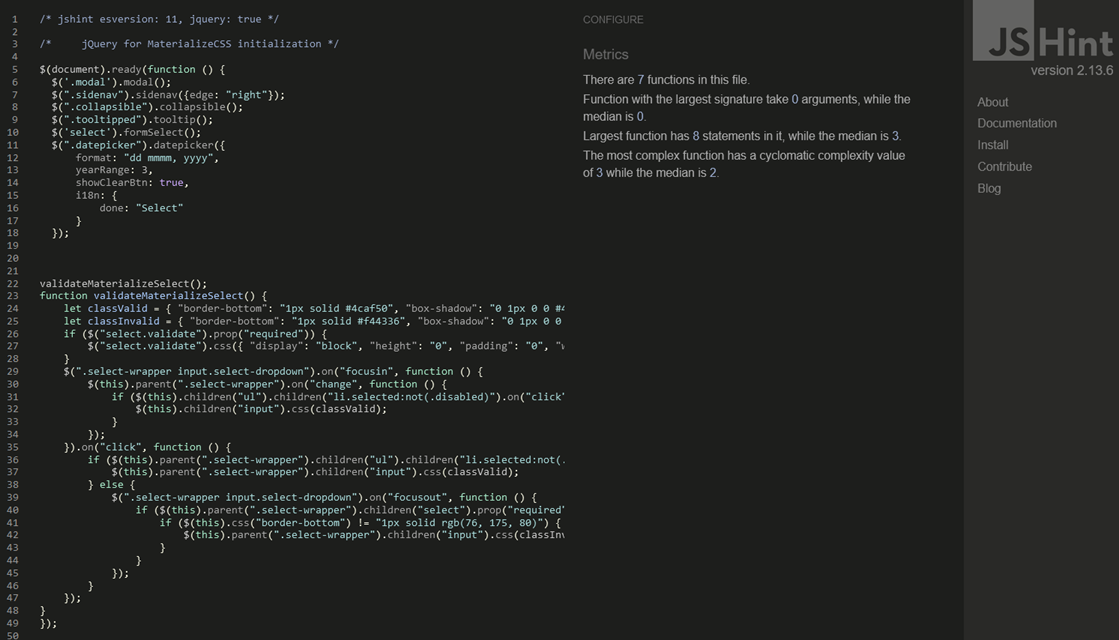 1 /* jshint esversion: 11, jquery: true */
2
3 /* jQuery for MaterializeCSS initialization */
4
5 $(document).ready(function () {
6 $('.modal').modal();
7 $(".sidenav").sidenav({edge: "right"});
8 $(".collapsible").collapsible();
9 $(".tooltipped").tooltip();
10 $('select').formSelect();
11 $(".datepicker").datepicker({
12 format: "dd mmmm, yyyy",
13 yearRange: 3,
14 showClearBtn: true,
15 i18n: {
16 done: "Select"
17 }
18 });
19
20
21
22 validateMaterializeSelect();
23 function validateMaterializeSelect() {
24 let classValid = { "border-bottom": "1px solid #4caf50", "box-shadow": "0 1px 0 0 #4
25 let classInvalid = { "border-bottom": "1px solid #f44336", "box-shadow": "0 1px 0 0
26 if ($("select.validate").prop("required")) {
27 $("select.validate").css({ "display": "block", "height": "0", "padding": "0", "w
28 }
29 $(".select-wrapper input.select-dropdown").on("focusin", function () {
30 $(this).parent(".select-wrapper").on("change", function () {
31 if ($(this).children("ul").children("li.selected:not(.disabled)").on("click"
32 $(this).children("input").css(classValid);
33 }
34 });
35 }).on("click", function () {
36 if ($(this).parent(".select-wrapper").children("ul").children("li.selected:not(.
37 $(this).parent(".select-wrapper").children("input").css(classValid);
38 } else {
39 $(".select-wrapper input.select-dropdown").on("focusout", function () {
40 if ($(this).parent(".select-wrapper").children("select").prop("required"
41 if ($(this).css("border-bottom") != "1px solid rgb(76, 175, 80)") {
42 $(this).parent(".select-wrapper").children("input").css(classInv
43 }
44 }
45 });
46 }
47 });
48 }
49 });
50
CONFIGURE
Metrics
There are 7 functions in this file.
Function with the largest signature take 0 arguments, while the
median is 0.
Largest function has 8 statements in it, while the median is 3.
The most complex function has a cyclomatic complexity value
of 3 while the median is 2.
JSHint
version 2.13.6
About
Documentation
Install
Contribute
Blog